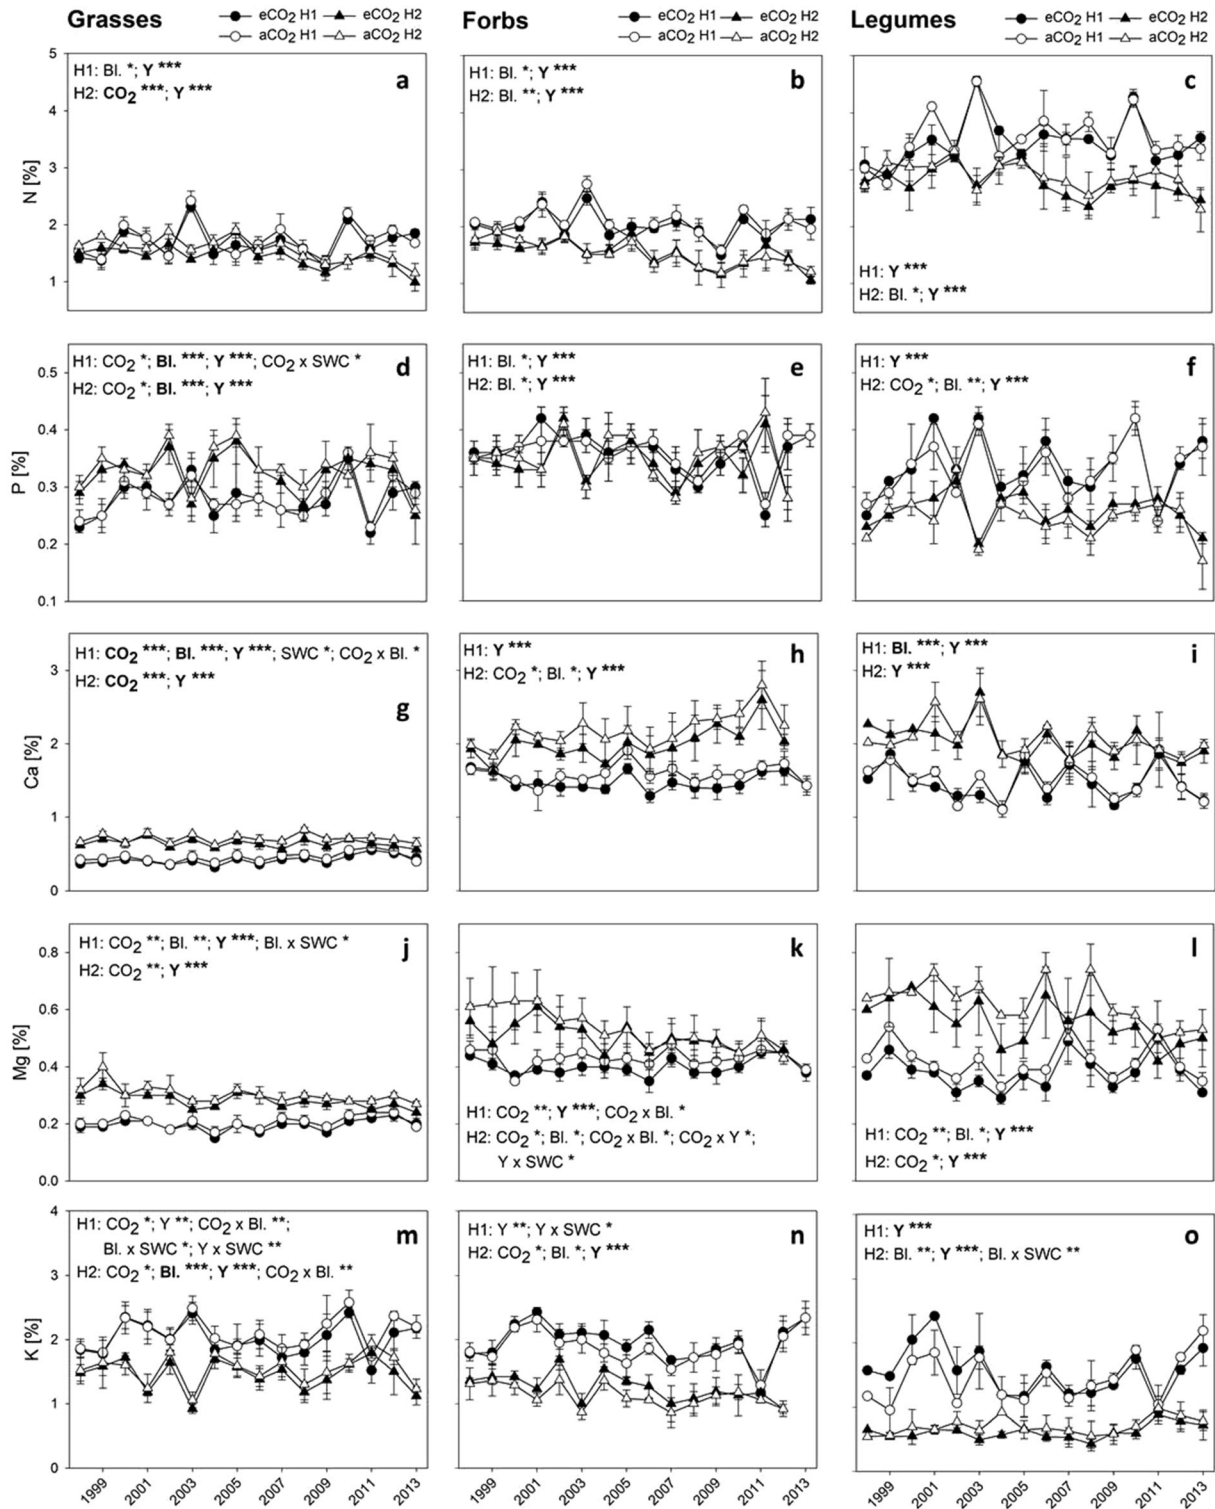 Grasses
eCO2 H1 eCO2 H2
aCO2 H1 aCO2 H2
Forbs
eCO2 H1 eCO2 H2
aCO2 H1 aCO2 H2
Legumes
eCO2 H1 eCO2 H2
aCO2 H1 aCO2 H2
N [%]
5
4
3
2
1
H1: Bl. *; Y ***
H2: CO2 ***; Y ***
a
H1: Bl. *; Y ***
H2: Bl. **; Y ***
b
c
H1: Y ***
H2: Bl. *; Y ***
P [%]
0.5
0.4
0.3
0.2
0.1
H1: CO2 *; Bl. ***; Y ***; CO2 x SWC *
H2: CO2 *; Bl. ***; Y ***
d
H1: Bl. *; Y ***
H2: Bl. *; Y ***
e
H1: Y ***
H2: CO2 *; Bl. **; Y ***
f
Ca [%]
3
2
1
0
H1: CO2 ***; Bl. ***; Y ***; SWC *; CO2 x Bl. *
H2: CO2 ***; Y ***
g
H1: Y ***
H2: CO2 *; Bl. *; Y ***
h
H1: Bl. ***; Y ***
H2: Y ***
i
Mg [%]
0.8
0.6
0.4
0.2
0.0
H1: CO2 **; Bl. **; Y ***; Bl. x SWC *
H2: CO2 **; Y ***
j
k
H1: CO2 **; Y ***; CO2 x Bl. *
H2: CO2 *; Bl. *; CO2 x Bl. *; CO2 x Y *;
Y x SWC *
l
H1: CO2 **; Bl. *; Y ***
H2: CO2 *; Y ***
K [%]
4
3
2
1
0
H1: CO2 *; Y **; CO2 x Bl. **;
Bl. x SWC *; Y x SWC **
H2: CO2 *; Bl. ***; Y ***; CO2 x Bl. **
m
H1: Y **; Y x SWC *
H2: CO2 *; Bl. *; Y ***
n
H1: Y ***
H2: Bl. **; Y ***; Bl. x SWC **
o
1999 2001 2003 2005 2007 2009 2011 2013
1999 2001 2003 2005 2007 2009 2011 2013
1999 2001 2003 2005 2007 2009 2011 2013